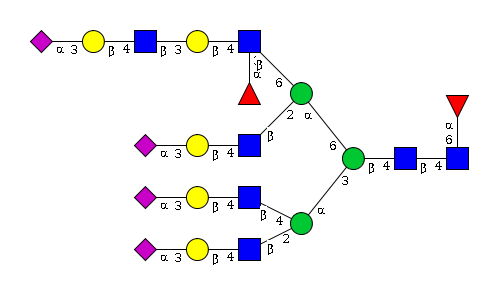 α 3 β 4 β 3 β 4 β
α 6
2 α
α 3 β 4 β
α
6
6
β 4 β 4
3
α 3 β 4 β 4 α
2
α 3 β 4 β